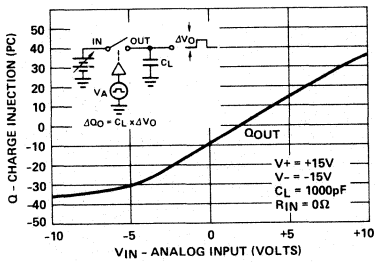 Q - CHARGE INJECTION (PC)
50
40
30
20
10
0
-10
-20
-30
-40
-50
IN
OUT
ΔVO
CL
VA
ΔQO = CL x ΔVO
QOUT
V+ = +15V
V- = -15V
CL = 1000pF
RIN = 0Ω
-10
-5
0
+5
+10
VIN - ANALOG INPUT (VOLTS)